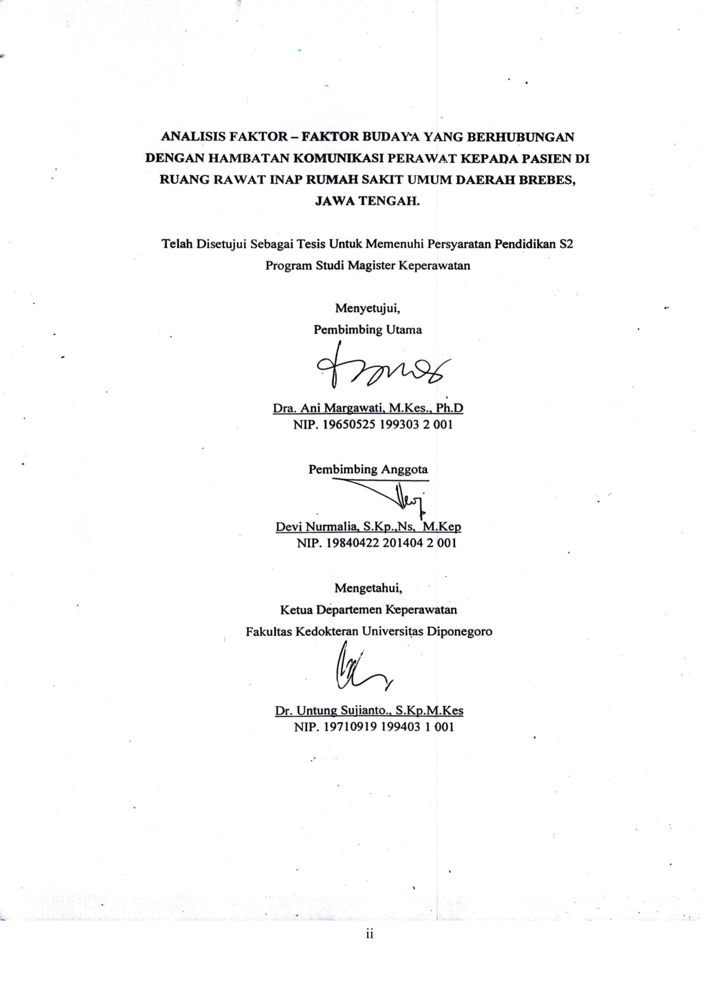 ANALISIS FAKTOR – FAKTOR BUDAYA YANG BERHUBUNGAN
DENGAN HAMBATAN KOMUNIKASI PERAWAT KEPADA PASIEN DI
RUANG RAWAT INAP RUMAH SAKIT UMUM DAERAH BREBES,
JAWA TENGAH.
Telah Disetujui Sebagai Tesis Untuk Memenuhi Persyaratan Pendidikan S2
Program Studi Magister Keperawatan
Menyetujui,
Pembimbing Utama
Dra. Ani Margawati, M.Kes., Ph.D
NIP. 19650525 199303 2 001
Pembimbing Anggota
Devi Nurmalia, S.Kp.,Ns, M.Kep
NIP. 19840422 201404 2 001
Mengetahui,
Ketua Departemen Keperawatan
Fakultas Kedokteran Universitas Diponegoro
Dr. Untung Sujianto., S.Kp.M.Kes
NIP. 19710919 199403 1 001
ii